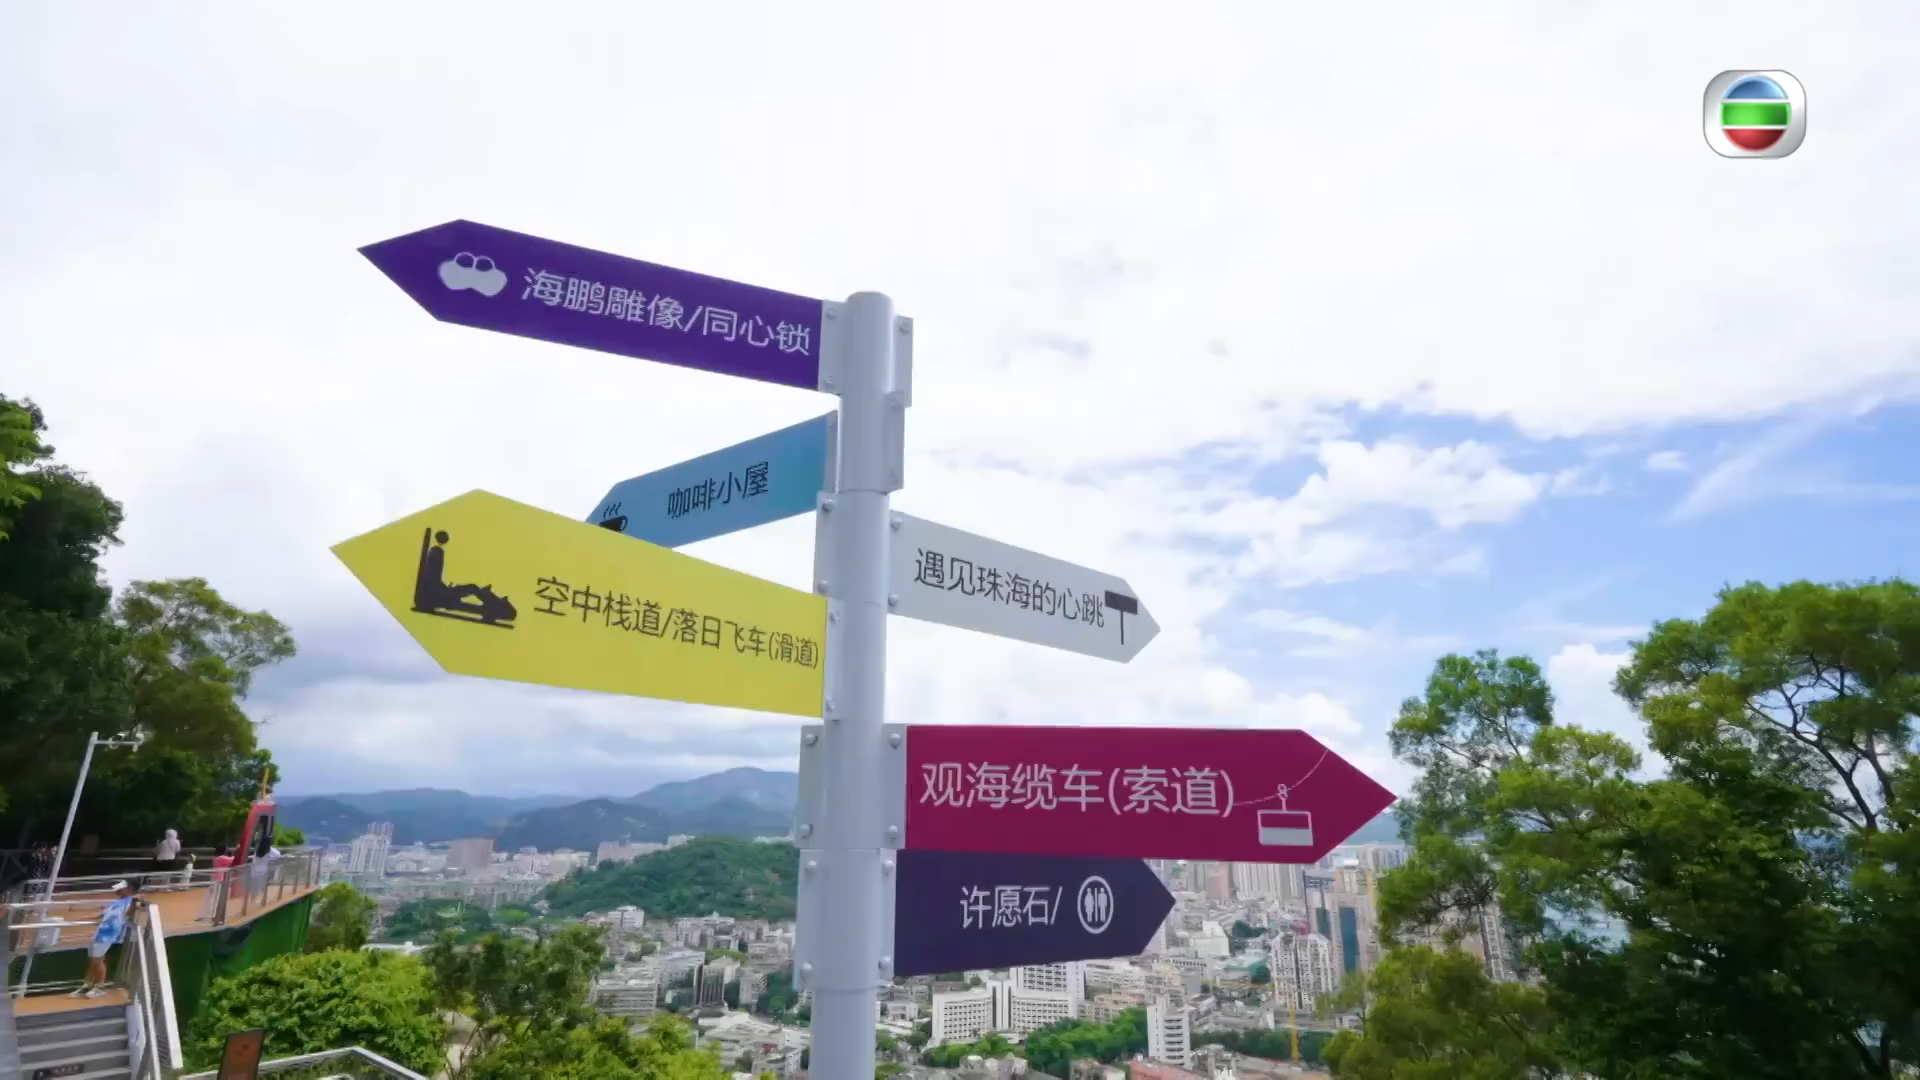 海鹏雕像/同心锁
咖啡小屋
空中栈道/落日飞车(滑道)
遇见珠海的心跳
观海缆车(索道)
许愿石/